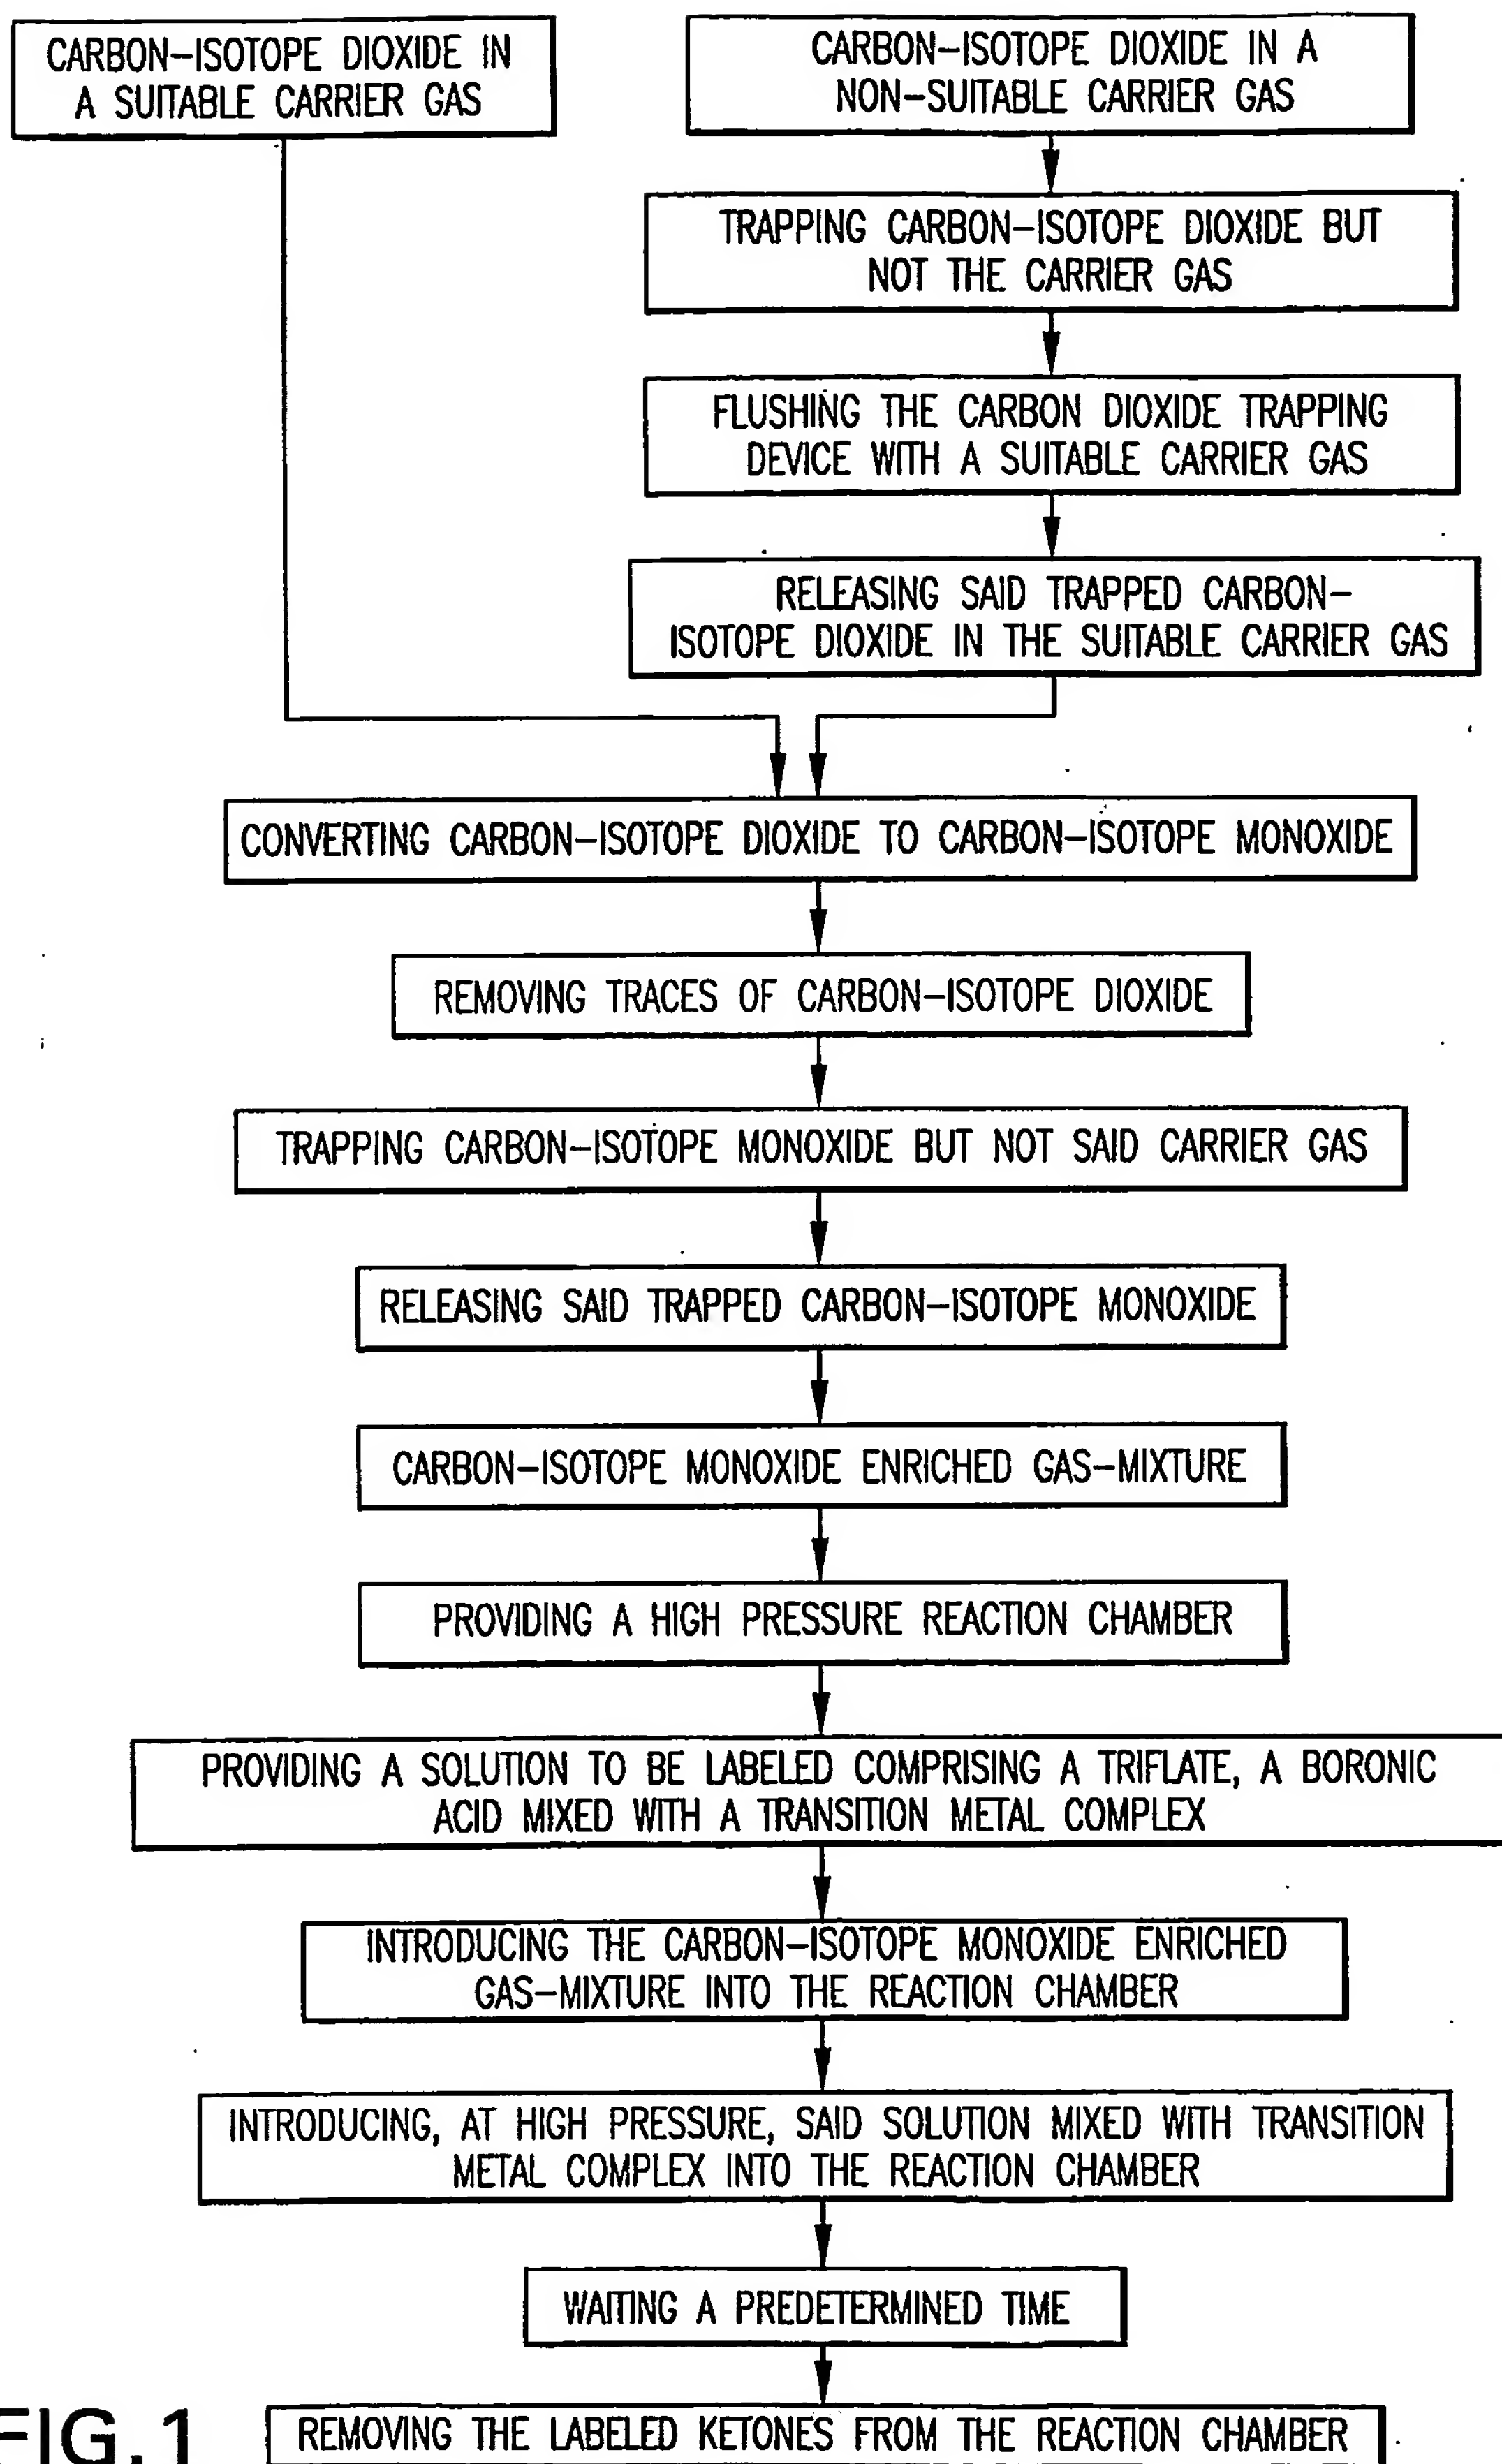 CARBON–ISOTOPE DIOXIDE IN
A SUITABLE CARRIER GAS
CARBON–ISOTOPE DIOXIDE IN A
NON–SUITABLE CARRIER GAS
TRAPPING CARBON–ISOTOPE DIOXIDE BUT
NOT THE CARRIER GAS
FLUSHING THE CARBON DIOXIDE TRAPPING
DEVICE WITH A SUITABLE CARRIER GAS
RELEASING SAID TRAPPED CARBON–
ISOTOPE DIOXIDE IN THE SUITABLE CARRIER GAS
CONVERTING CARBON–ISOTOPE DIOXIDE TO CARBON–ISOTOPE MONOXIDE
REMOVING TRACES OF CARBON–ISOTOPE DIOXIDE
TRAPPING CARBON–ISOTOPE MONOXIDE BUT NOT SAID CARRIER GAS
RELEASING SAID TRAPPED CARBON–ISOTOPE MONOXIDE
CARBON–ISOTOPE MONOXIDE ENRICHED GAS–MIXTURE
PROVIDING A HIGH PRESSURE REACTION CHAMBER
PROVIDING A SOLUTION TO BE LABELED COMPRISING A TRIFLATE, A BORONIC
ACID MIXED WITH A TRANSITION METAL COMPLEX
INTRODUCING THE CARBON–ISOTOPE MONOXIDE ENRICHED
GAS–MIXTURE INTO THE REACTION CHAMBER
INTRODUCING, AT HIGH PRESSURE, SAID SOLUTION MIXED WITH TRANSITION
METAL COMPLEX INTO THE REACTION CHAMBER
WAITING A PREDETERMINED TIME
REMOVING THE LABELED KETONES FROM THE REACTION CHAMBER
FIG.1